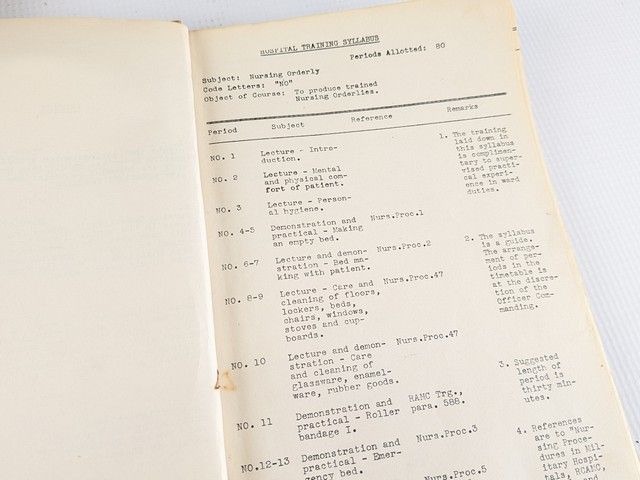 HOSPITAL TRAINING SYLLABUS
Periods Allotted: 80
Subject: Nursing Orderly
Code Letters: "NO"
Object of Course: To produce trained
Nursing Orderlies.
Period Subject Reference Remarks
NO. 1 Lecture - Intro-
duction.
NO. 2 Lecture - Mental
and physical com-
fort of patient.
NO. 3 Lecture - Person-
al hygiene.
NO. 4-5 Demonstration and Nurs.Proc.1
practical - Making
an empty bed.
NO. 6-7 Lecture and demon- Nurs.Proc.2
stration - Bed ma-
king with patient.
NO. 8-9 Lecture - Care and Nurs.Proc.47
cleaning of floors,
lockers, beds,
chairs, windows,
stoves and cup-
boards.
NO. 10 Lecture and demon- Nurs.Proc.47
stration - Care
and cleaning of
glassware, enamel-
ware, rubber goods.
NO. 11 Demonstration and RAMC Trg.,
practical - Roller para. 588.
bandage I.
NO.12-13 Demonstration and Nurs.Proc.3
practical - Emer-
gency bed.
Nurs.Proc.5
1. The training
laid down in
this syllabus
is complimen-
tary to super-
vised practi-
cal experi-
ence in ward
duties.
2. The syllabus
is a guide.
The arrange-
ment of per-
iods in the
timetable is
at the discre-
tion of the
Officer Com-
manding.
3. Suggested
length of
period is
thirty min-
utes.
4. References
are to "Nur-
sing Proce-
dures in Mil-
itary Hospi-
tals, RCAMC,
and